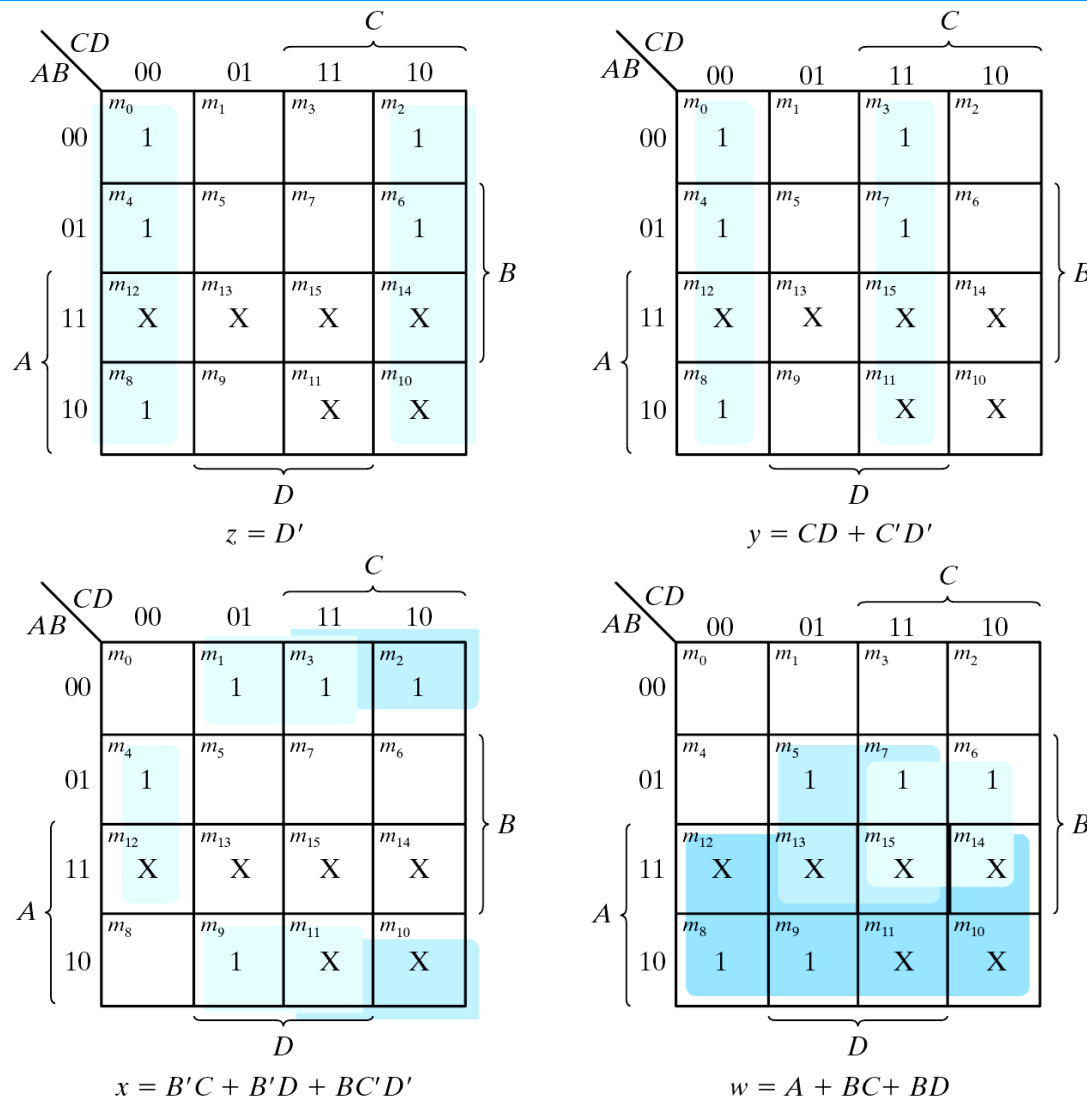 C
CD
AB 00 01 11 10
m0 m1 m3 m2
00 1 1
m4 m5 m7 m6
01 1 1
B
m12 m13 m15 m14
11 X X X X
A
m8 m9 m11 m10
10 1 X X
D
z = D′
C
CD
AB 00 01 11 10
m0 m1 m3 m2
00 1 1
m4 m5 m7 m6
01 1 1
B
m12 m13 m15 m14
11 X X X X
A
m8 m9 m11 m10
10 1 X X
D
y = CD + C′D′
C
CD
AB 00 01 11 10
m0 m1 m3 m2
00 1 1 1
m4 m5 m7 m6
01 1
B
m12 m13 m15 m14
11 X X X X
A
m8 m9 m11 m10
10 1 X X
D
x = B′C + B′D + BC′D′
C
CD
AB 00 01 11 10
m0 m1 m3 m2
00
m4 m5 m7 m6
01 1 1 1
B
m12 m13 m15 m14
11 X X X X
A
m8 m9 m11 m10
10 1 1 X X
D
w = A + BC+ BD